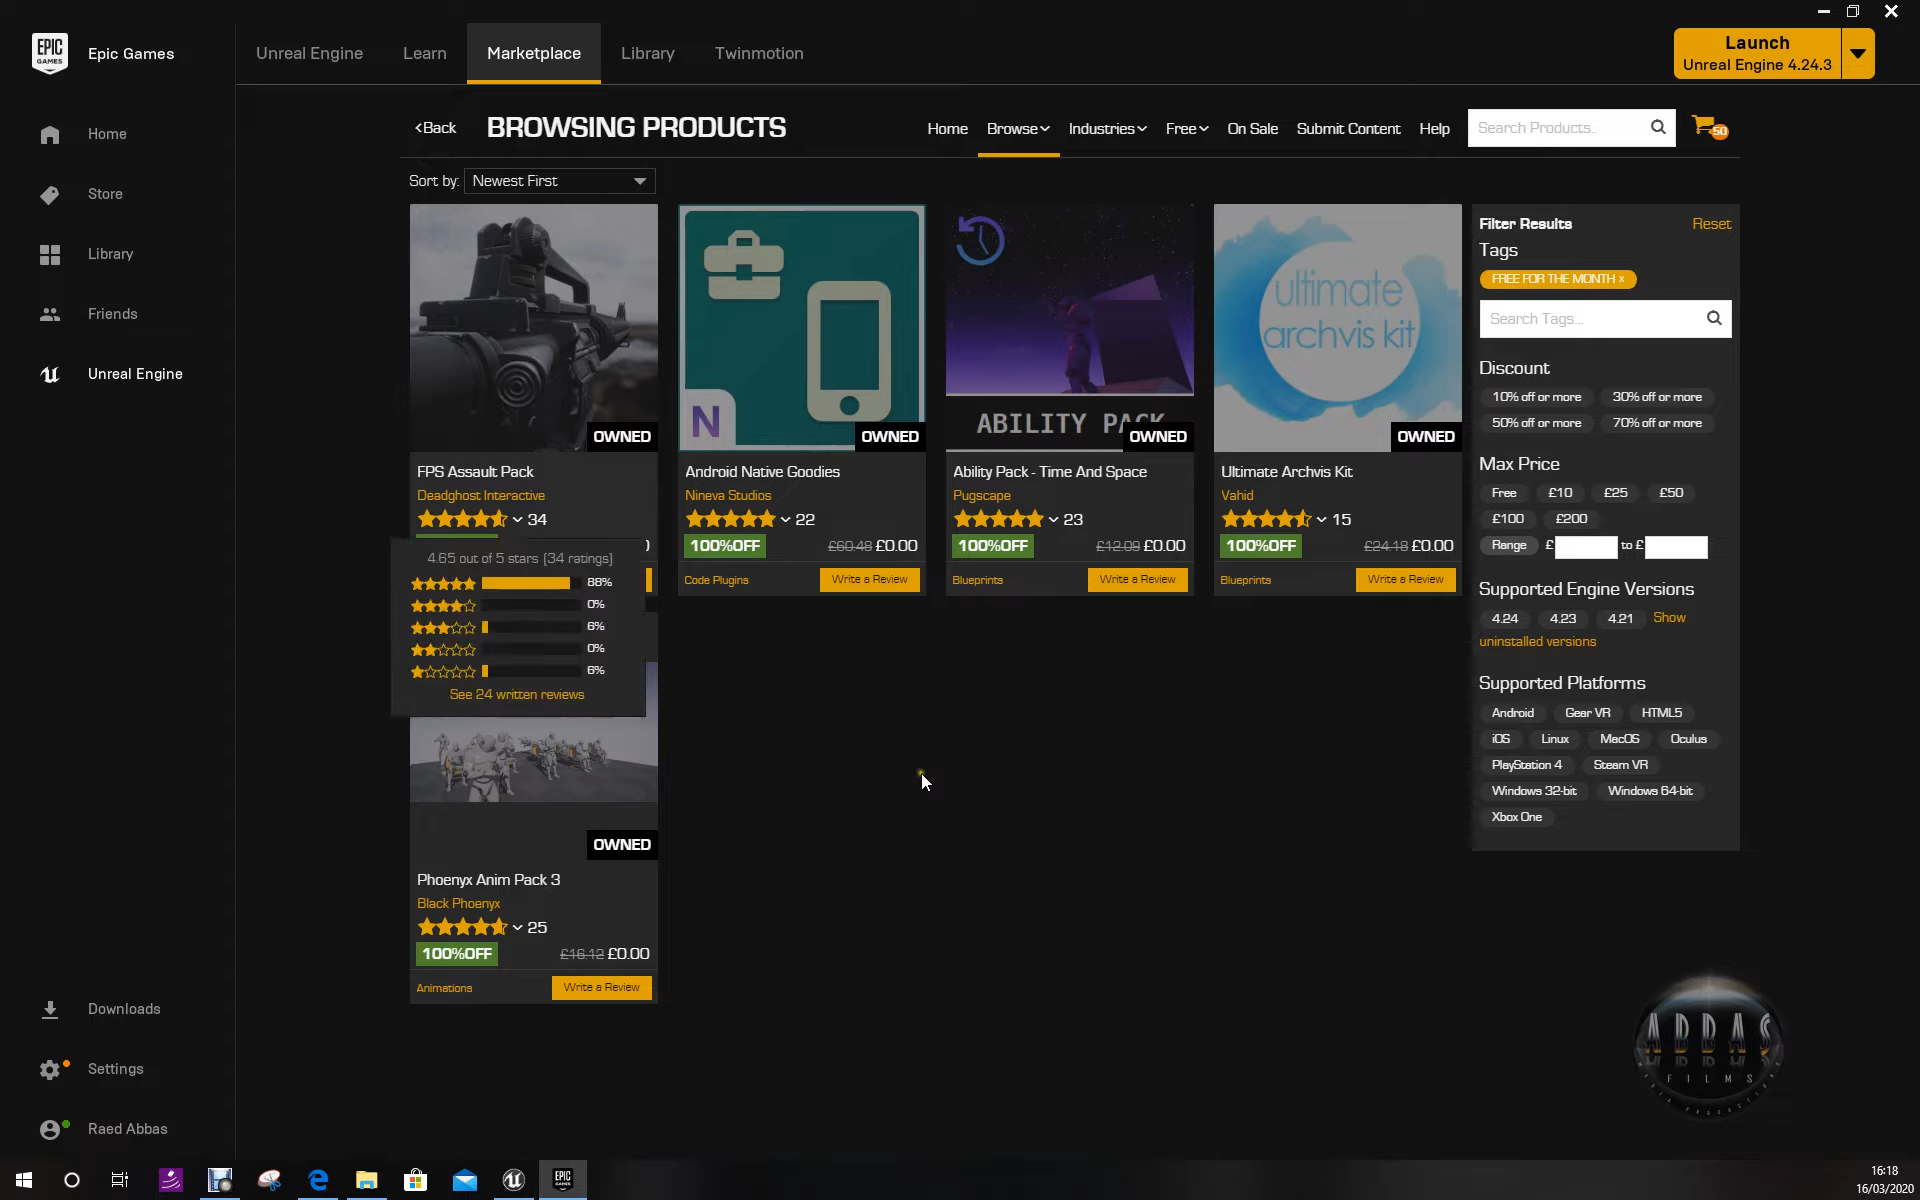 EPIC GAMES
Epic Games
Unreal Engine
Learn
Marketplace
Library
Twinmotion
Launch
Unreal Engine 4.24.3
Home
Store
Library
Friends
Unreal Engine
Downloads
Settings
Raed Abbas
<Back
BROWSING PRODUCTS
Home
Browse
Industries
Free
On Sale
Submit Content
Help
Search Products..
50
Sort by:
Newest First
OWNED
FPS Assault Pack
Deadghost Interactive
34
4.65 out of 5 stars (34 ratings)
88%
0%
6%
0%
6%
See 24 written reviews
N
OWNED
Android Native Goodies
Nineva Studios
22
100%OFF
£60.48 £0.00
Code Plugins
Write a Review
ABILITY PACK
OWNED
Ability Pack - Time And Space
Pugscape
23
100%OFF
£12.09 £0.00
Blueprints
Write a Review
ultimate
archvis kit
OWNED
Ultimate Archvis Kit
Vahid
15
100%OFF
£24.18 £0.00
Blueprints
Write a Review
OWNED
Phoenyx Anim Pack 3
Black Phoenyx
25
100%OFF
£16.12 £0.00
Animations
Write a Review
Filter Results
Reset
Tags
FREE FOR THE MONTH ×
Search Tags...
Discount
10% off or more
30% off or more
50% off or more
70% off or more
Max Price
Free
£10
£25
£50
£100
£200
Range
£
to £
Supported Engine Versions
4.24
4.23
4.21
Show
uninstalled versions
Supported Platforms
Android
Gear VR
HTML5
iOS
Linux
MacOS
Oculus
PlayStation 4
Steam VR
Windows 32-bit
Windows 64-bit
Xbox One
ABBAS
FILMS
MEDIA PRODUCTIONS
EPIC GAMES
16:18
16/03/2020